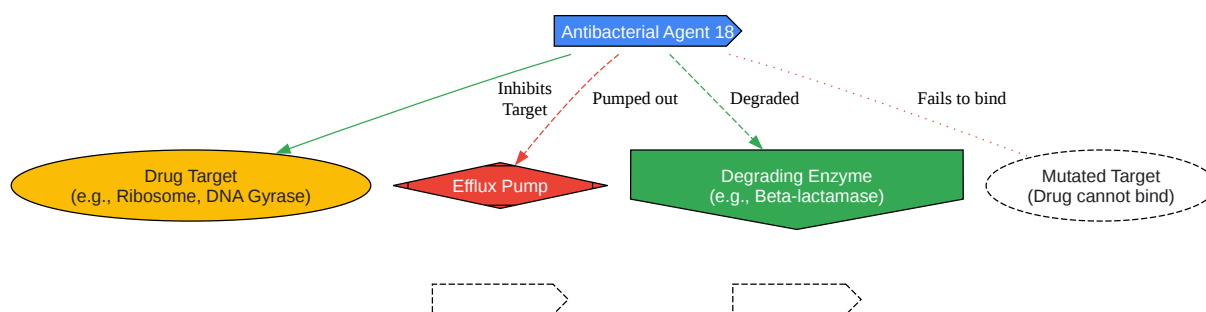 Antibacterial Agent 18
Inhibits
Target
Pumped out
Degraded
Fails to bind
Drug Target
(e.g., Ribosome, DNA Gyrase)
Efflux Pump
Degrading Enzyme
(e.g., Beta-lactamase)
Mutated Target
(Drug cannot bind)